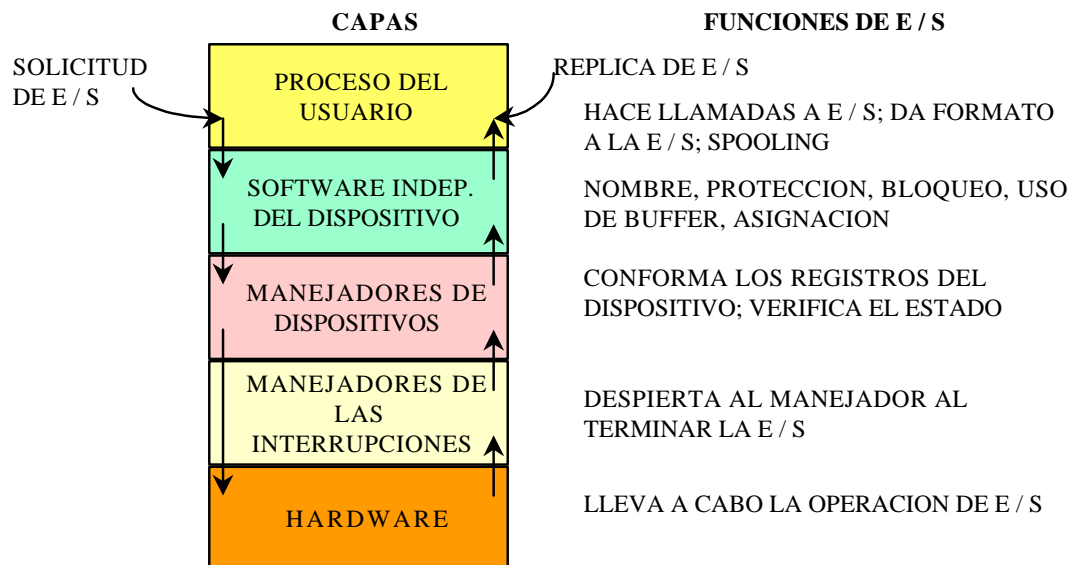 CAPAS
FUNCIONES DE E / S
SOLICITUD
DE E / S
PROCESO DEL
USUARIO
REPLICA DE E / S
HACE LLAMADAS A E / S; DA FORMATO
A LA E / S; SPOOLING
SOFTWARE INDEP.
DEL DISPOSITIVO
NOMBRE, PROTECCION, BLOQUEO, USO
DE BUFFER, ASIGNACION
MANEJADORES DE
DISPOSITIVOS
CONFORMA LOS REGISTROS DEL
DISPOSITIVO; VERIFICA EL ESTADO
MANEJADORES DE
LAS
INTERRUPCIONES
DESPIERTA AL MANEJADOR AL
TERMINAR LA E / S
HARDWARE
LLEVA A CABO LA OPERACION DE E / S